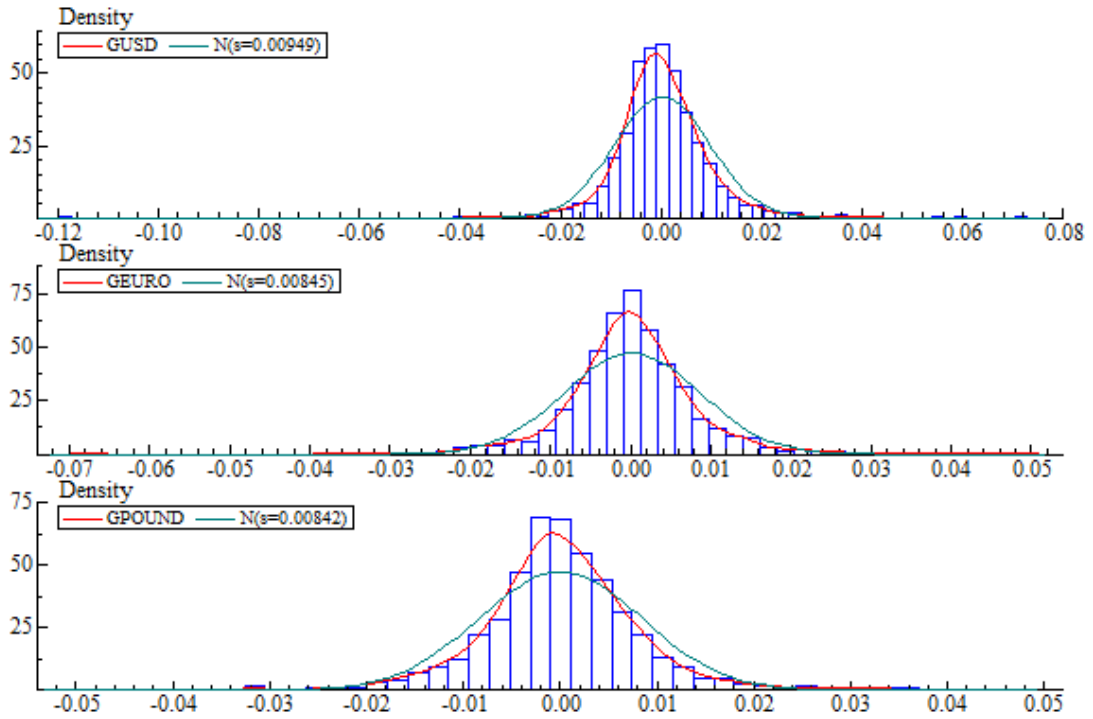 Density
GUSD N(s=0.00949)
50
25
-0.12 -0.10 -0.08 -0.06 -0.04 -0.02 0.00 0.02 0.04 0.06 0.08
Density
GEURO N(s=0.00845)
75
50
25
-0.07 -0.06 -0.05 -0.04 -0.03 -0.02 -0.01 0.00 0.01 0.02 0.03 0.04 0.05
Density
75
GPOUND N(s=0.00842)
50
25
-0.05 -0.04 -0.03 -0.02 -0.01 0.00 0.01 0.02 0.03 0.04 0.05